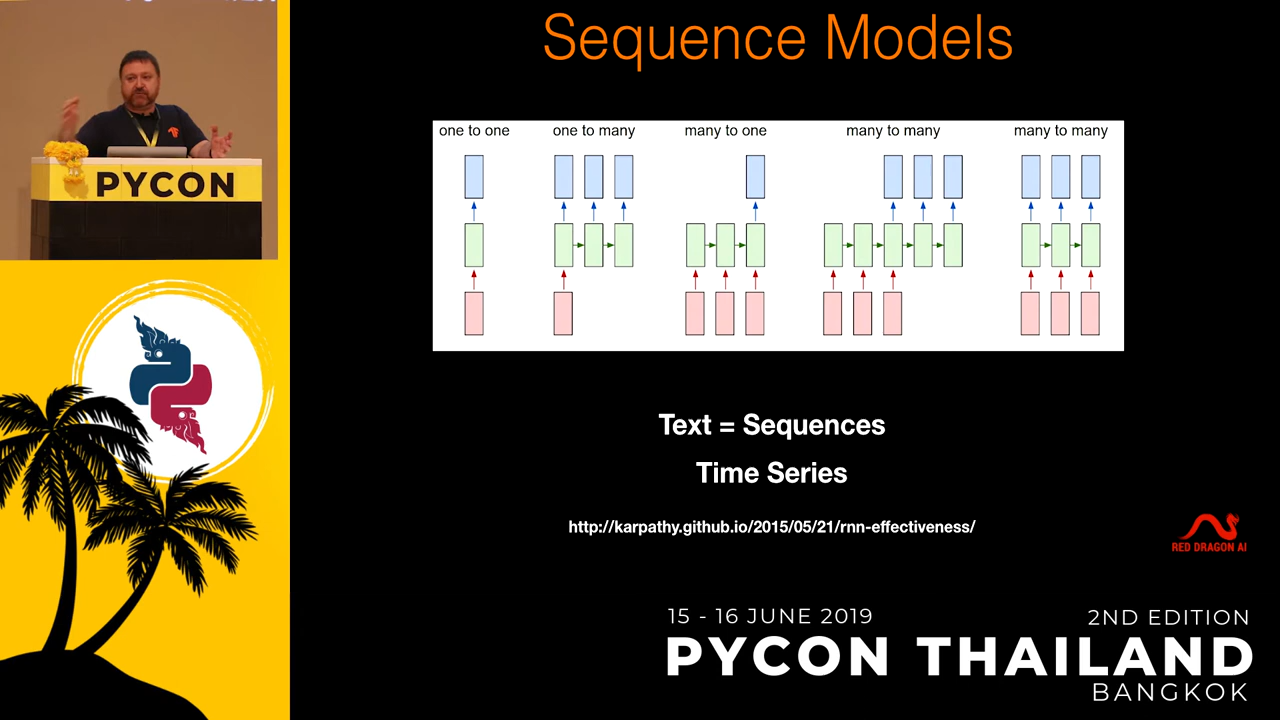 Sequence Models
one to one
one to many
many to one
many to many
many to many
PYCON
Text = Sequences
Time Series
http://karpathy.github.io/2015/05/21/rnn-effectiveness/
RED DRAGON AI
15 - 16 JUNE 2019
2ND EDITION
PYCON THAILAND
BANGKOK